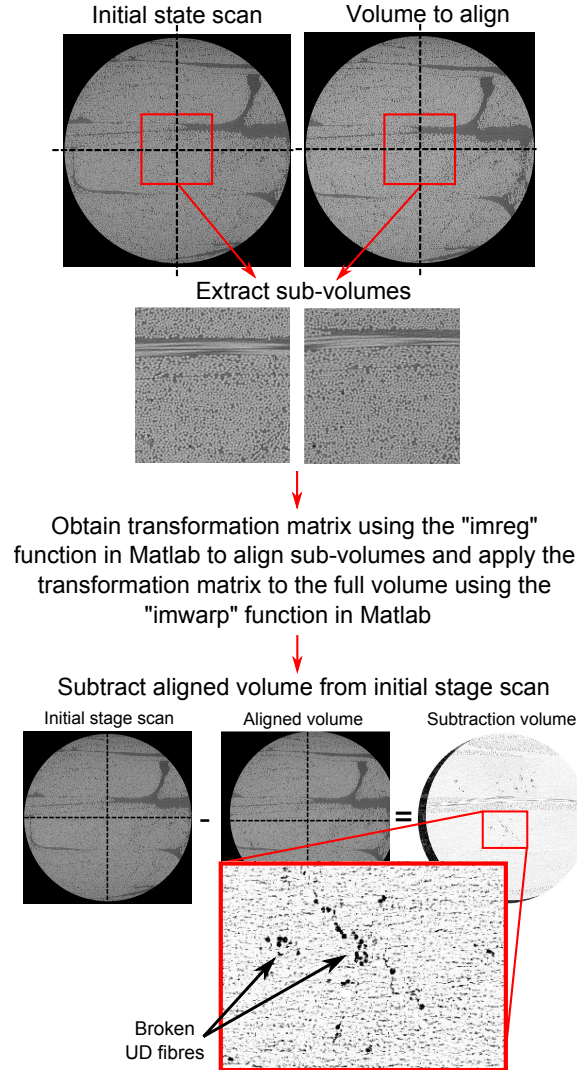 Initial state scan
Volume to align
Extract sub-volumes
Obtain transformation matrix using the "imreg"
function in Matlab to align sub-volumes and apply the
transformation matrix to the full volume using the
"imwarp" function in Matlab
Subtract aligned volume from initial stage scan
Initial stage scan
Aligned volume
Subtraction volume
-
=
Broken
UD fibres